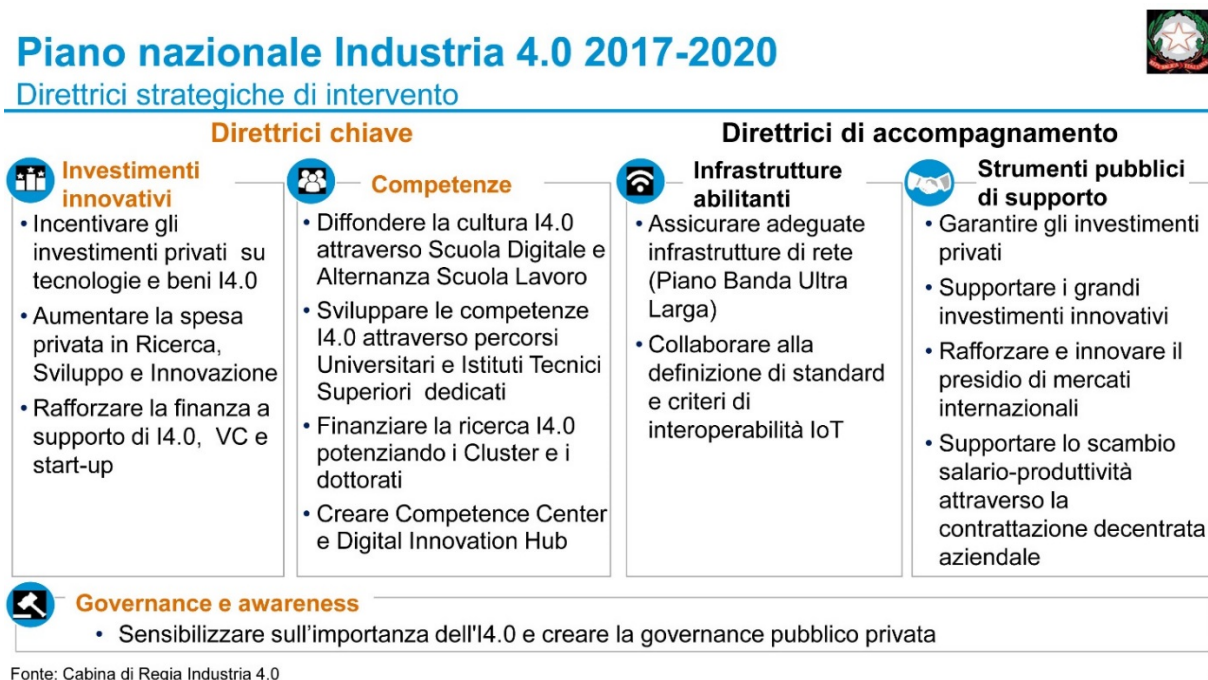 Piano nazionale Industria 4.0 2017-2020
Direttrici strategiche di intervento
Direttrici chiave
Investimenti
innovativi
• Incentivare gli
investimenti privati su
tecnologie e beni I4.0
• Aumentare la spesa
privata in Ricerca,
Sviluppo e Innovazione
• Rafforzare la finanza a
supporto di I4.0, VC e
start-up
Competenze
• Diffondere la cultura I4.0
attraverso Scuola Digitale e
Alternanza Scuola Lavoro
• Sviluppare le competenze
I4.0 attraverso percorsi
Universitari e Istituti Tecnici
Superiori dedicati
• Finanziare la ricerca I4.0
potenziando i Cluster e i
dottorati
• Creare Competence Center
e Digital Innovation Hub
Direttrici di accompagnamento
Infrastrutture
abilitanti
• Assicurare adeguate
infrastrutture di rete
(Piano Banda Ultra
Larga)
• Collaborare alla
definizione di standard
e criteri di
interoperabilità IoT
Strumenti pubblici
di supporto
• Garantire gli investimenti
privati
• Supportare i grandi
investimenti innovativi
• Rafforzare e innovare il
presidio di mercati
internazionali
• Supportare lo scambio
salario-produttività
attraverso la
contrattazione decentrata
aziendale
Governance e awareness
• Sensibilizzare sull'importanza dell'I4.0 e creare la governance pubblico privata
Fonte: Cabina di Regia Industria 4.0